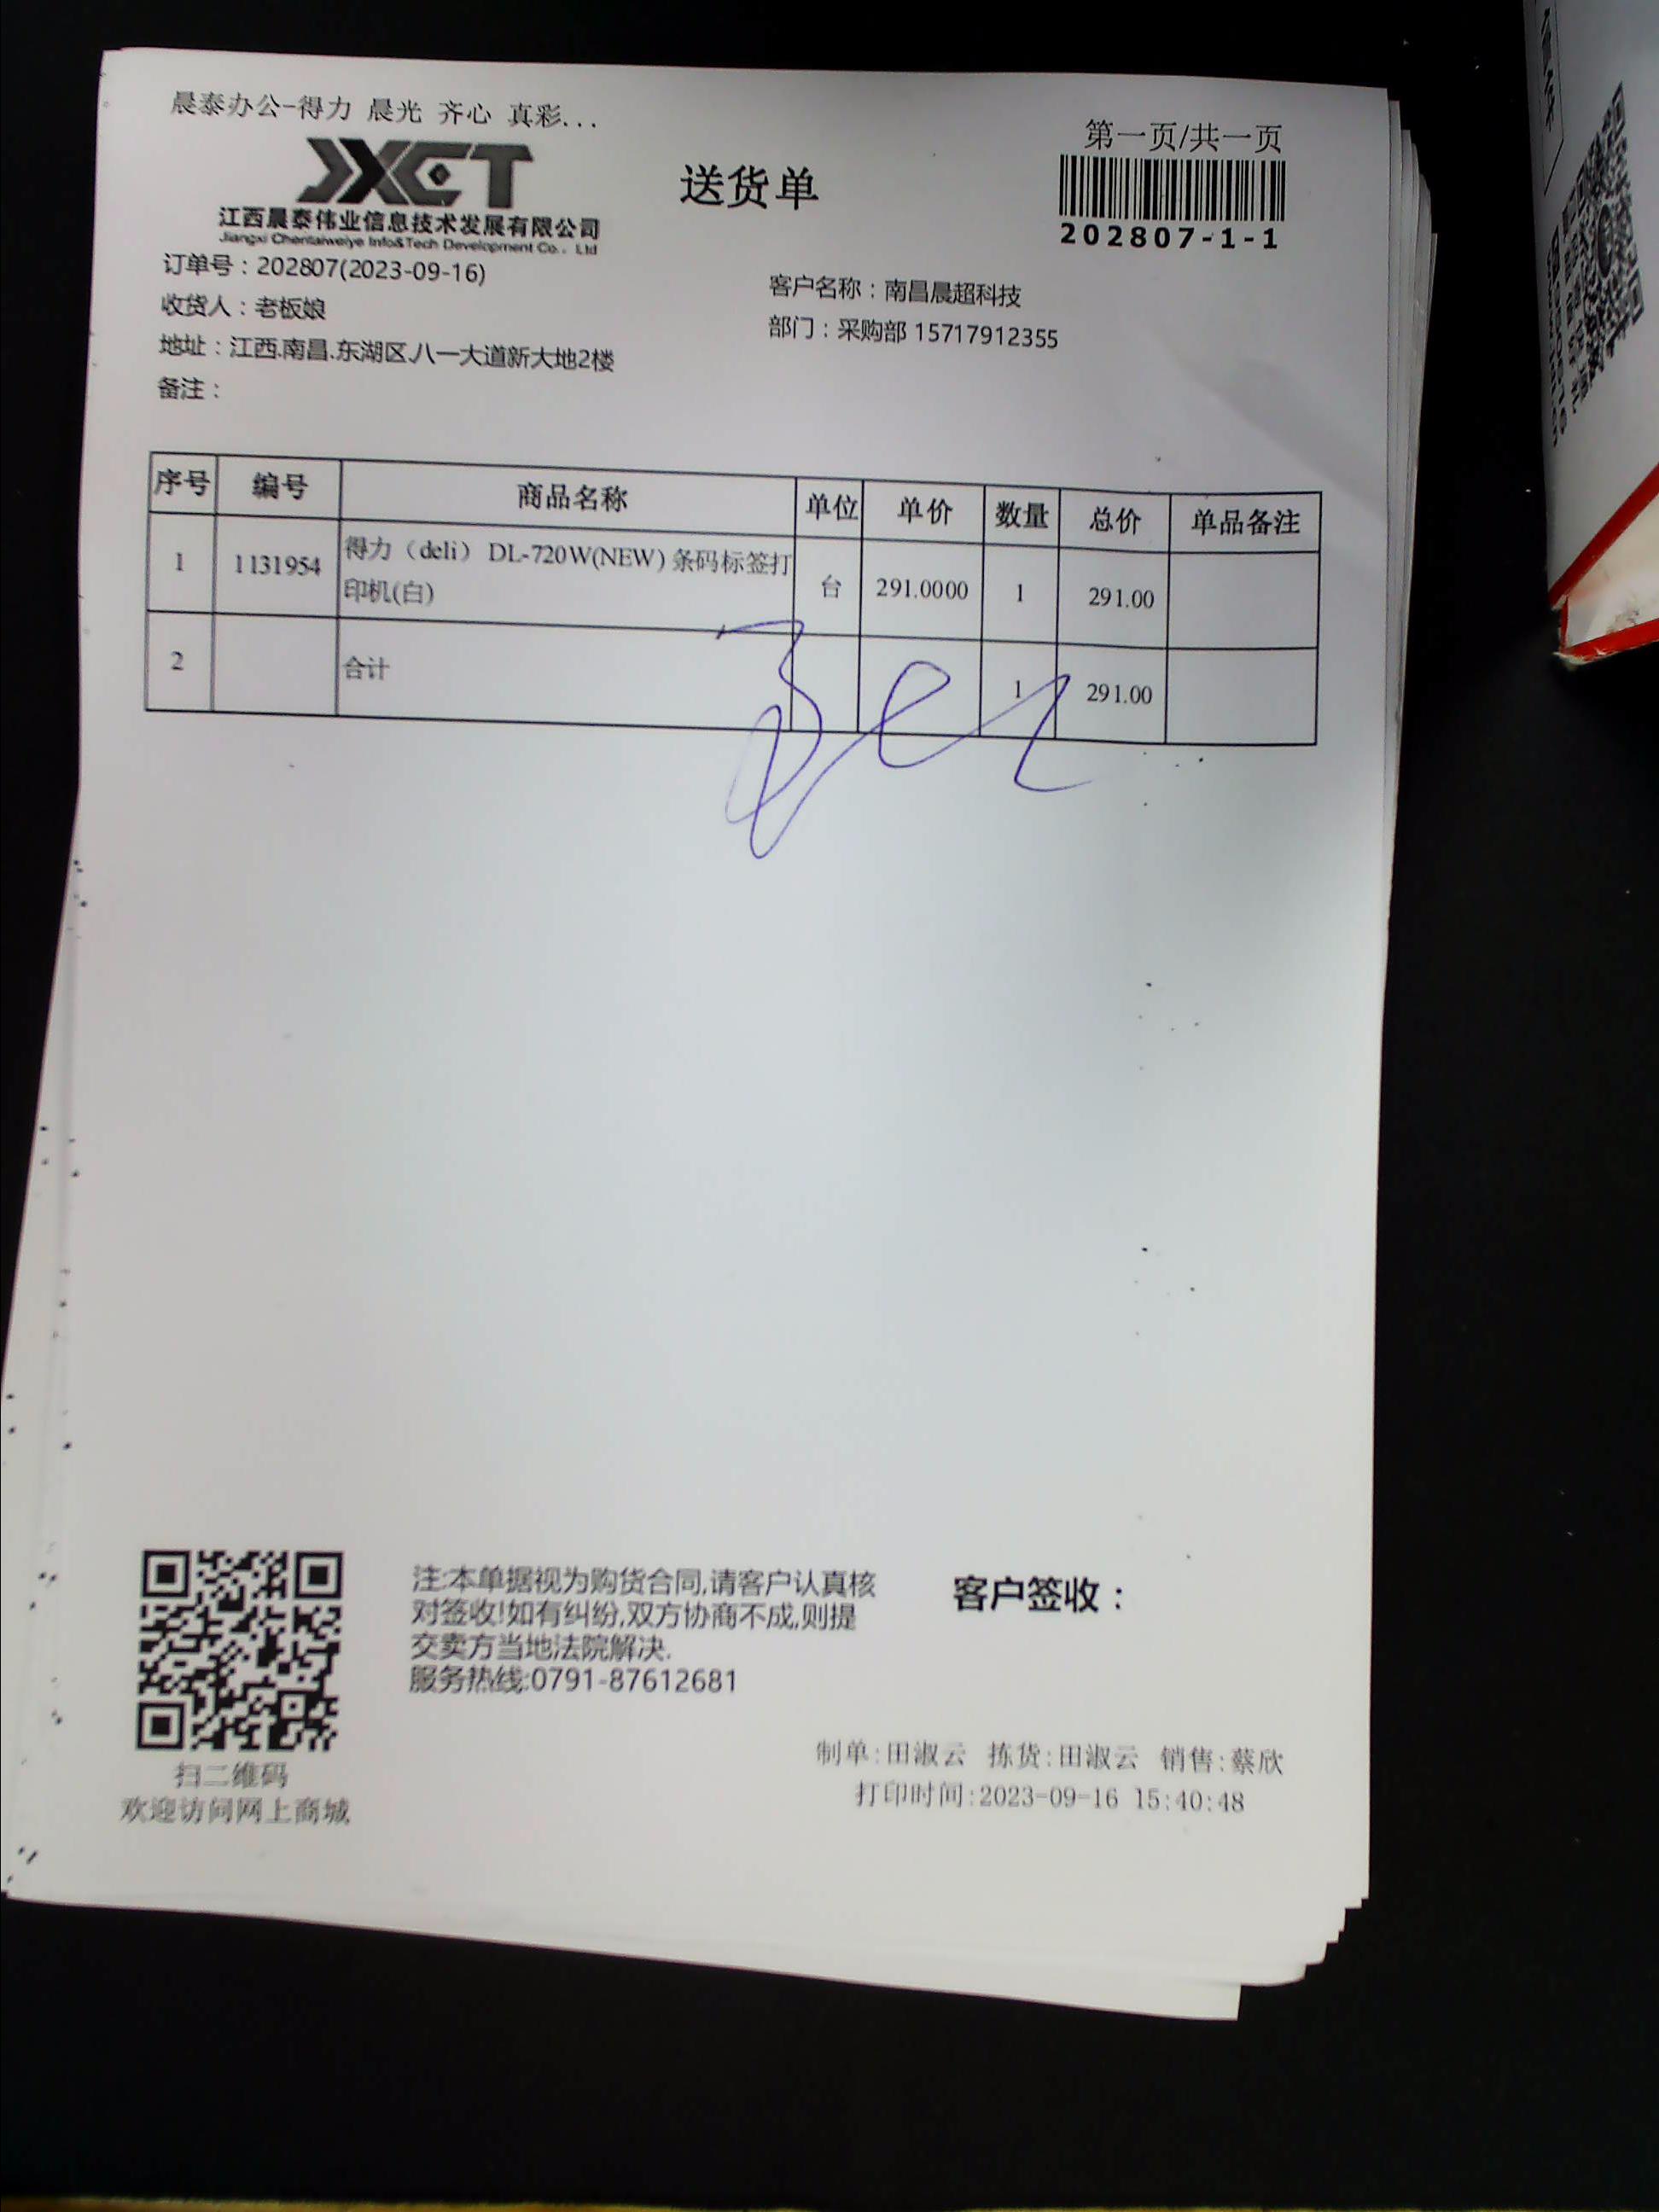 晨泰办公-得力 晨光 齐心 真彩...
第一页/共一页
JXCT
送货单
江西晨泰伟业信息技术发展有限公司
Jiangxi Chentaiweiye Info&Tech Development Co., Ltd
202807-1-1
订单号：202807(2023-09-16)
客户名称：南昌晨超科技
收货人：老板娘
部门：采购部 15717912355
地址：江西.南昌.东湖区.八一大道新大地2楼
备注：
序号 编号 商品名称 单位 单价 数量 总价 单品备注
1 1131954 得力（deli） DL-720W(NEW) 条码标签打 台 291.0000 1 291.00
印机(白)
2 合计 1 291.00
注:本单据视为购货合同,请客户认真核
对签收!如有纠纷,双方协商不成,则提
交卖方当地法院解决.
服务热线:0791-87612681
客户签收：
扫二维码
欢迎访问网上商城
制单:田淑云 拣货:田淑云 销售:蔡欣
打印时间:2023-09-16 15:40:48